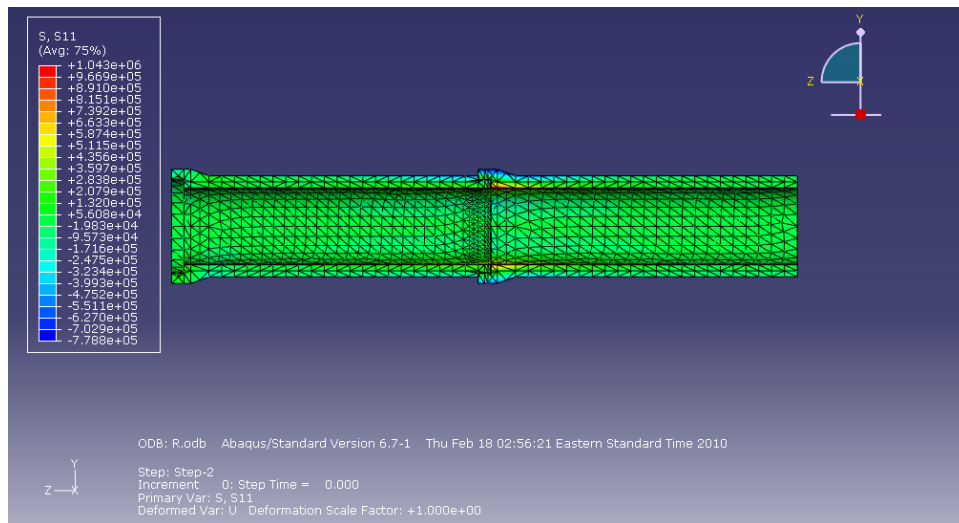 S, S11
(Avg: 75%)
+1.043e+06
+9.669e+05
+8.910e+05
+8.151e+05
+7.392e+05
+6.633e+05
+5.874e+05
+5.115e+05
+4.356e+05
+3.597e+05
+2.838e+05
+2.079e+05
+1.320e+05
+5.608e+04
-1.983e+04
-9.573e+04
-1.716e+05
-2.475e+05
-3.234e+05
-3.993e+05
-4.752e+05
-5.511e+05
-6.270e+05
-7.029e+05
-7.788e+05
Y
Z
X
ODB: R.odb Abaqus/Standard Version 6.7-1 Thu Feb 18 02:56:21 Eastern Standard Time 2010
Y
Z
X
Step: Step-2
Increment 0: Step Time = 0.000
Primary Var: S, S11
Deformed Var: U Deformation Scale Factor: +1.000e+00